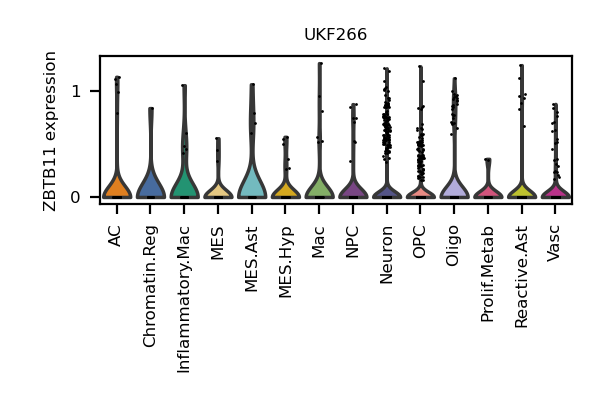 UKF266
ZBTB11 expression
1
0
AC
Chromatin.Reg
Inflammatory.Mac
MES
MES.Ast
MES.Hyp
Mac
NPC
Neuron
OPC
Oligo
Prolif.Metab
Reactive.Ast
Vasc